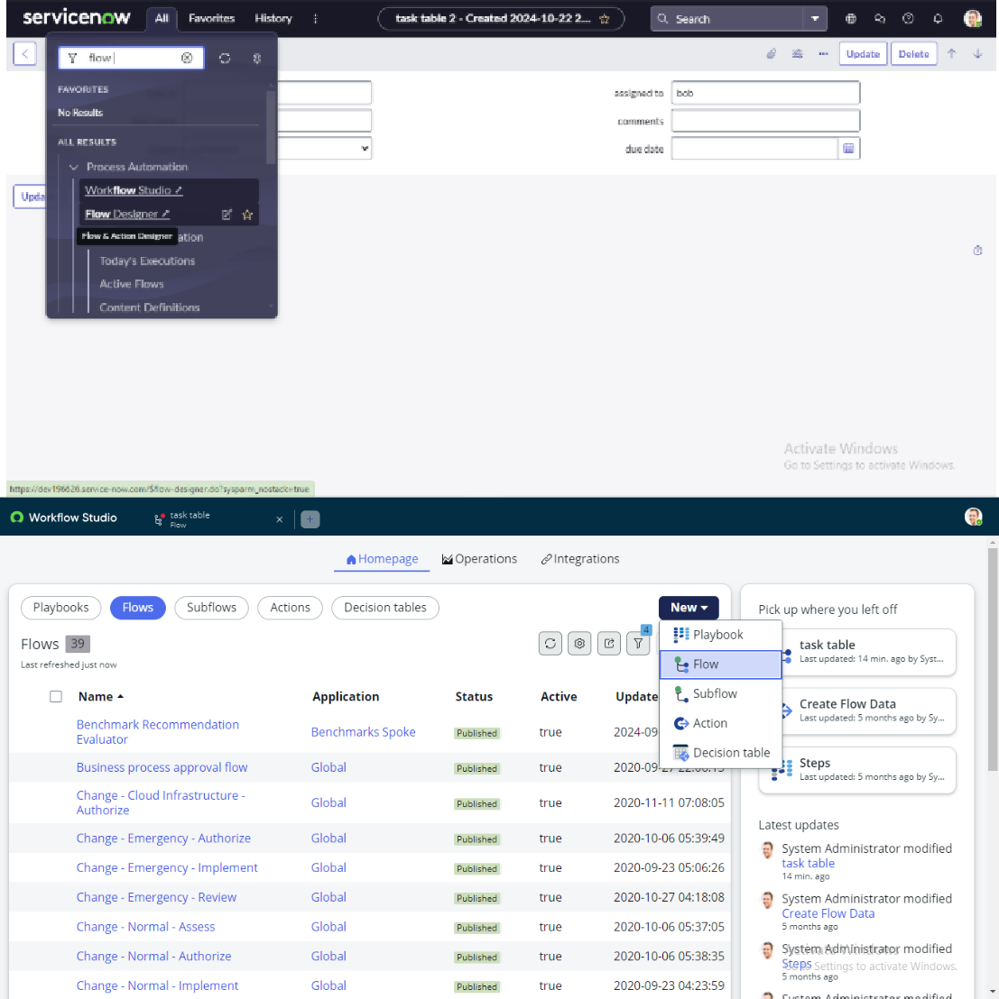 servicenow All Favorites History task table 2 - Created 2024-10-22 2... Search
flow
Update Delete
FAVORITES
No Results
ALL RESULTS
Process Automation
Workflow Studio
Flow Designer
Flow & Action Designer
ation
Today's Executions
Active Flows
Content Definitions
assigned to bob
comments
due date
Upda
Activate Windows
Go to Settings to activate Windows.
https://dev196626.service-now.com/$flow-designer.do?sysparm_nostack=true
Workflow Studio
task table
Flow
Homepage Operations Integrations
Playbooks Flows Subflows Actions Decision tables New
Flows 39
Last refreshed just now
4
Playbook
Flow
Subflow
Action
Decision table
Name Application Status Active Update
Benchmark Recommendation
Evaluator
Benchmarks Spoke Published true 2024-09
Business process approval flow Global Published true 2020-09-27 22:00:15
Change - Cloud Infrastructure -
Authorize
Global Published true 2020-11-11 07:08:05
Change - Emergency - Authorize Global Published true 2020-10-06 05:39:49
Change - Emergency - Implement Global Published true 2020-09-23 05:06:26
Change - Emergency - Review Global Published true 2020-10-27 04:18:08
Change - Normal - Assess Global Published true 2020-10-06 05:37:05
Change - Normal - Authorize Global Published true 2020-10-06 05:38:35
Change - Normal - Implement Global Published true 2020-09-23 04:23:59
Pick up where you left off
task table
Last updated: 14 min. ago by Syst...
Create Flow Data
Last updated: 5 months ago by Sy...
Steps
Last updated: 5 months ago by Sy...
Latest updates
System Administrator modified
task table
14 min. ago
System Administrator modified
Create Flow Data
5 months ago
System Administrator modified
Steps
5 months ago
Activate Windows
Go to Settings to activate Windows.
System Administrator modified